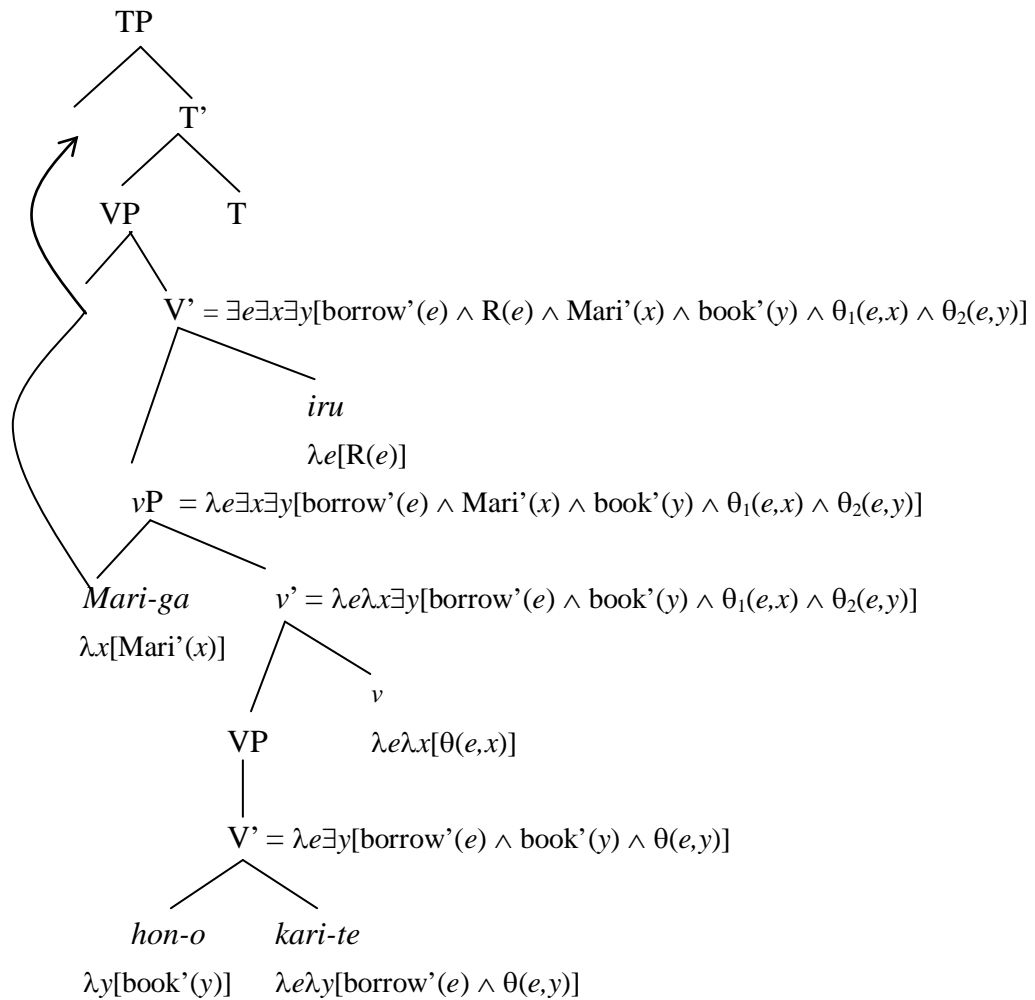 TP
T’
VP T
V’ = ∃e∃x∃y[borrow’(e) ∧ R(e) ∧ Mari’(x) ∧ book’(y) ∧ θ₁(e,x) ∧ θ₂(e,y)]
iru
λe[R(e)]
vP = λe∃x∃y[borrow’(e) ∧ Mari’(x) ∧ book’(y) ∧ θ₁(e,x) ∧ θ₂(e,y)]
Mari-ga v’ = λeλx∃y[borrow’(e) ∧ book’(y) ∧ θ₁(e,x) ∧ θ₂(e,y)]
λx[Mari’(x)]
v
VP λeλx[θ(e,x)]
V’ = λe∃y[borrow’(e) ∧ book’(y) ∧ θ(e,y)]
hon-o kari-te
λy[book’(y)] λeλy[borrow’(e) ∧ θ(e,y)]